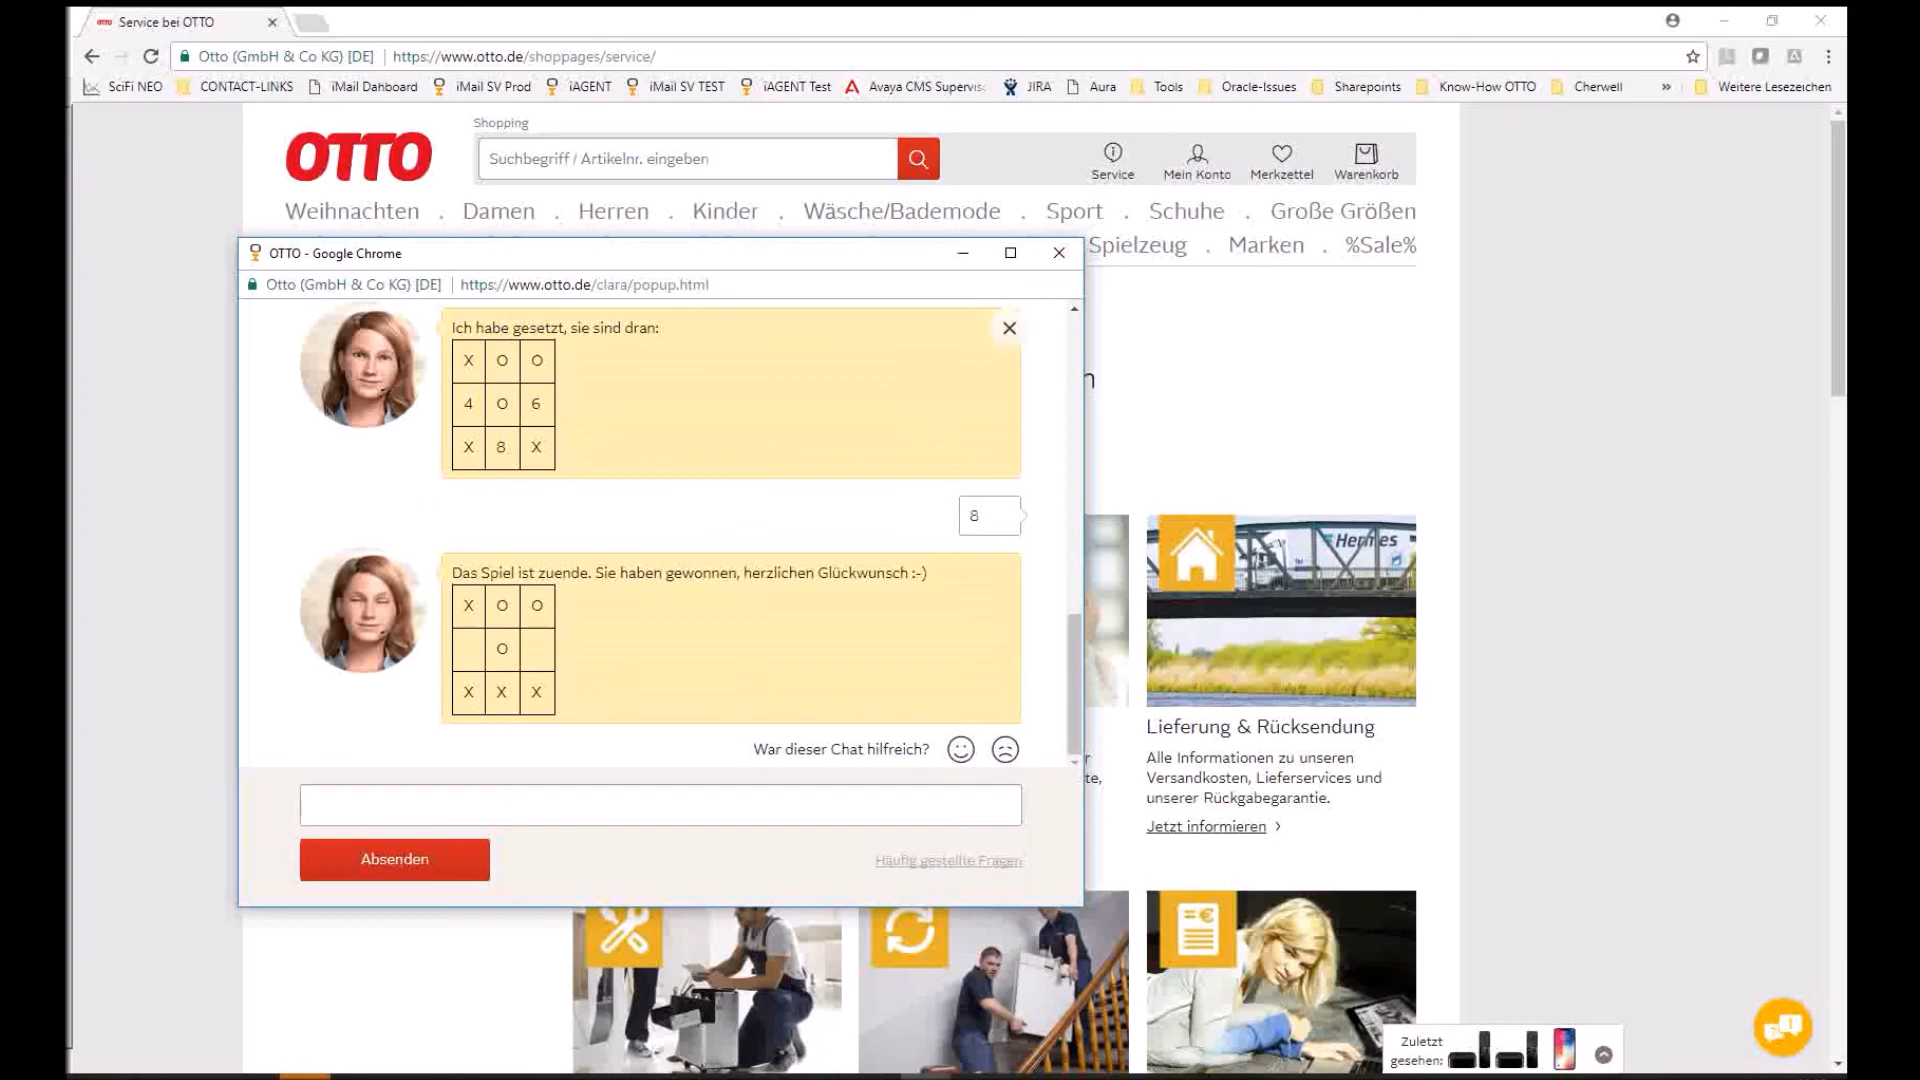 Service bei OTTO
Otto (GmbH & Co KG) [DE] https://www.otto.de/shoppages/service/
SciFi NEO CONTACT-LINKS iMail Dahboard iMail SV Prod iAGENT iMail SV TEST iAGENT Test Avaya CMS Supervis JIRA Aura Tools Oracle-Issues Sharepoints Know-How OTTO Cherwell » Weitere Lesezeichen
Shopping
OTTO
Suchbegriff / Artikelnr. eingeben
Service Mein Konto Merkzettel Warenkorb
Weihnachten . Damen . Herren . Kinder . Wäsche/Bademode . Sport . Schuhe . Große Größen
Spielzeug . Marken . %Sale%
OTTO - Google Chrome
Otto (GmbH & Co KG) [DE] https://www.otto.de/clara/popup.html
Ich habe gesetzt, sie sind dran:
X O O
4 O 6
X 8 X
8
Das Spiel ist zuende. Sie haben gewonnen, herzlichen Glückwunsch :-)
X O O
O
X X X
War dieser Chat hilfreich?
Absenden
Häufig gestellte Fragen
n
Hermes
r
te,
Lieferung & Rücksendung
Alle Informationen zu unseren
Versandkosten, Lieferservices und
unserer Rückgabegarantie.
Jetzt informieren
Zuletzt
gesehen: